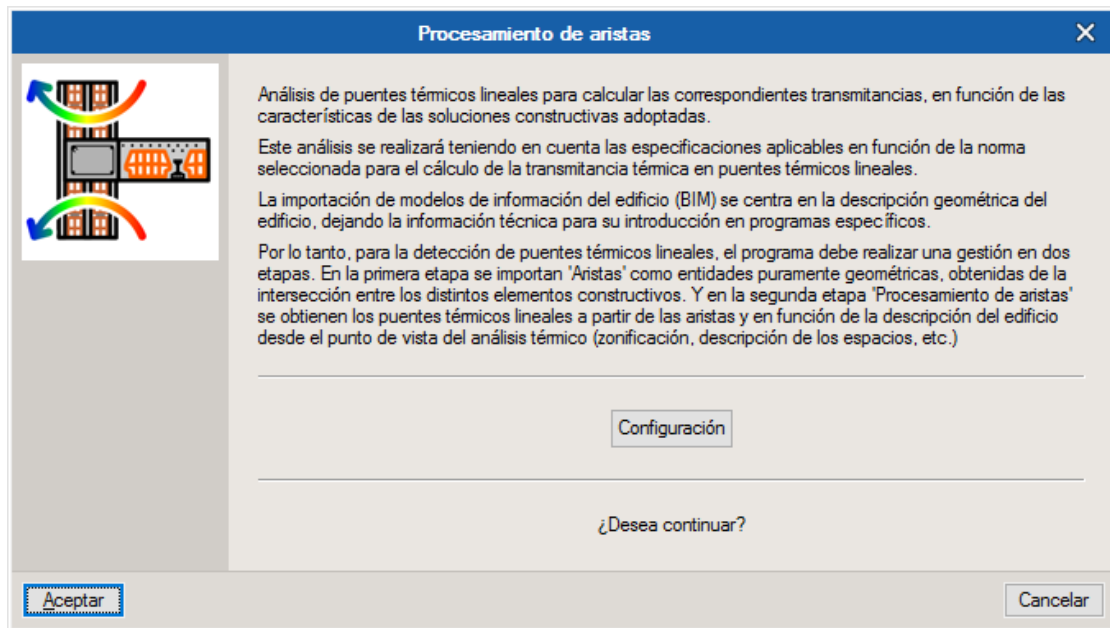 Procesamiento de aristas
Análisis de puentes térmicos lineales para calcular las correspondientes transmitancias, en función de las
características de las soluciones constructivas adoptadas.
Este análisis se realizará teniendo en cuenta las especificaciones aplicables en función de la norma
seleccionada para el cálculo de la transmitancia térmica en puentes térmicos lineales.
La importación de modelos de información del edificio (BIM) se centra en la descripción geométrica del
edificio, dejando la información técnica para su introducción en programas específicos.
Por lo tanto, para la detección de puentes térmicos lineales, el programa debe realizar una gestión en dos
etapas. En la primera etapa se importan 'Aristas' como entidades puramente geométricas, obtenidas de la
intersección entre los distintos elementos constructivos. Y en la segunda etapa 'Procesamiento de aristas'
se obtienen los puentes térmicos lineales a partir de las aristas y en función de la descripción del edificio
desde el punto de vista del análisis térmico (zonificación, descripción de los espacios, etc.)
Configuración
¿Desea continuar?
Aceptar
Cancelar